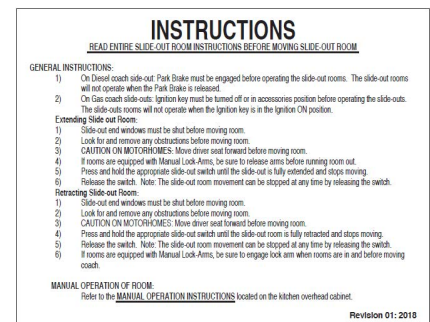 INSTRUCTIONS
READ ENTIRE SLIDE-OUT ROOM INSTRUCTIONS BEFORE MOVING SLIDE-OUT ROOM
GENERAL INSTRUCTIONS:
1) On Diesel coach side-out: Park Brake must be engaged before operating the slide-out rooms. The slide-out rooms
will not operate when the Park Brake is released.
2) On Gas coach slide-outs: Ignition key must be turned off or in accessories position before operating the slide-outs.
The slide-outs rooms will not operate when the Ignition key is in the Ignition ON position.
Extending Slide out Room:
1) Slide-out end windows must be shut before moving room.
2) Look for and remove any obstructions before moving room.
3) CAUTION ON MOTORHOMES: Move driver seat forward before moving room.
4) If rooms are equipped with Manual Lock-Arms, be sure to release arms before running room out.
5) Press and hold the appropriate slide-out switch until the slide-out is fully extended and stops moving.
6) Release the switch. Note: The slide-out room movement can be stopped at any time by releasing the switch.
Retracting Slide-out Room:
1) Slide-out end windows must be shut before moving room.
2) Look for and remove any obstructions before moving room.
3) CAUTION ON MOTORHOMES: Move driver seat forward before moving room.
4) Press and hold the appropriate slide-out switch until the slide-out room is fully retracted and stops moving.
5) Release the switch. Note: The slide-out room movement can be stopped at any time by releasing the switch.
6) If rooms are equipped with Manual Lock-Arms, be sure to engage lock arm when rooms are in and before moving
coach.
MANUAL OPERATION OF ROOM:
Refer to the MANUAL OPERATION INSTRUCTIONS located on the kitchen overhead cabinet.
Revision 01: 2018